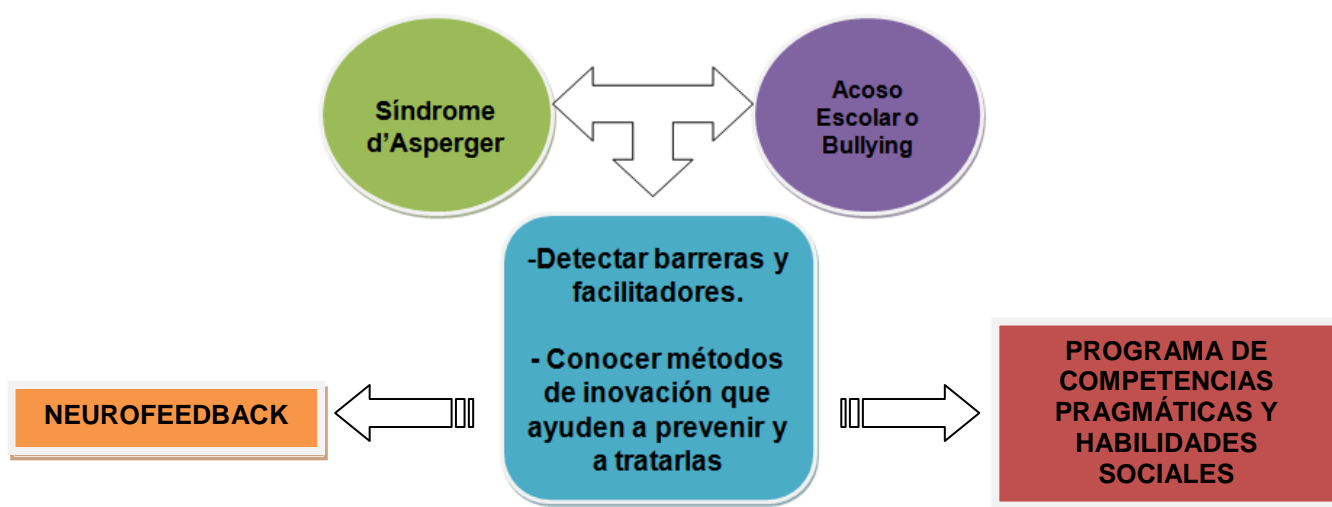 Síndrome
d'Asperger
Acoso
Escolar o
Bullying
-Detectar barreras y
facilitadores.
- Conocer métodos
de inovación que
ayuden a prevenir y
a tratarlas
NEUROFEEDBACK
PROGRAMA DE
COMPETENCIAS
PRAGMÁTICAS Y
HABILIDADES
SOCIALES